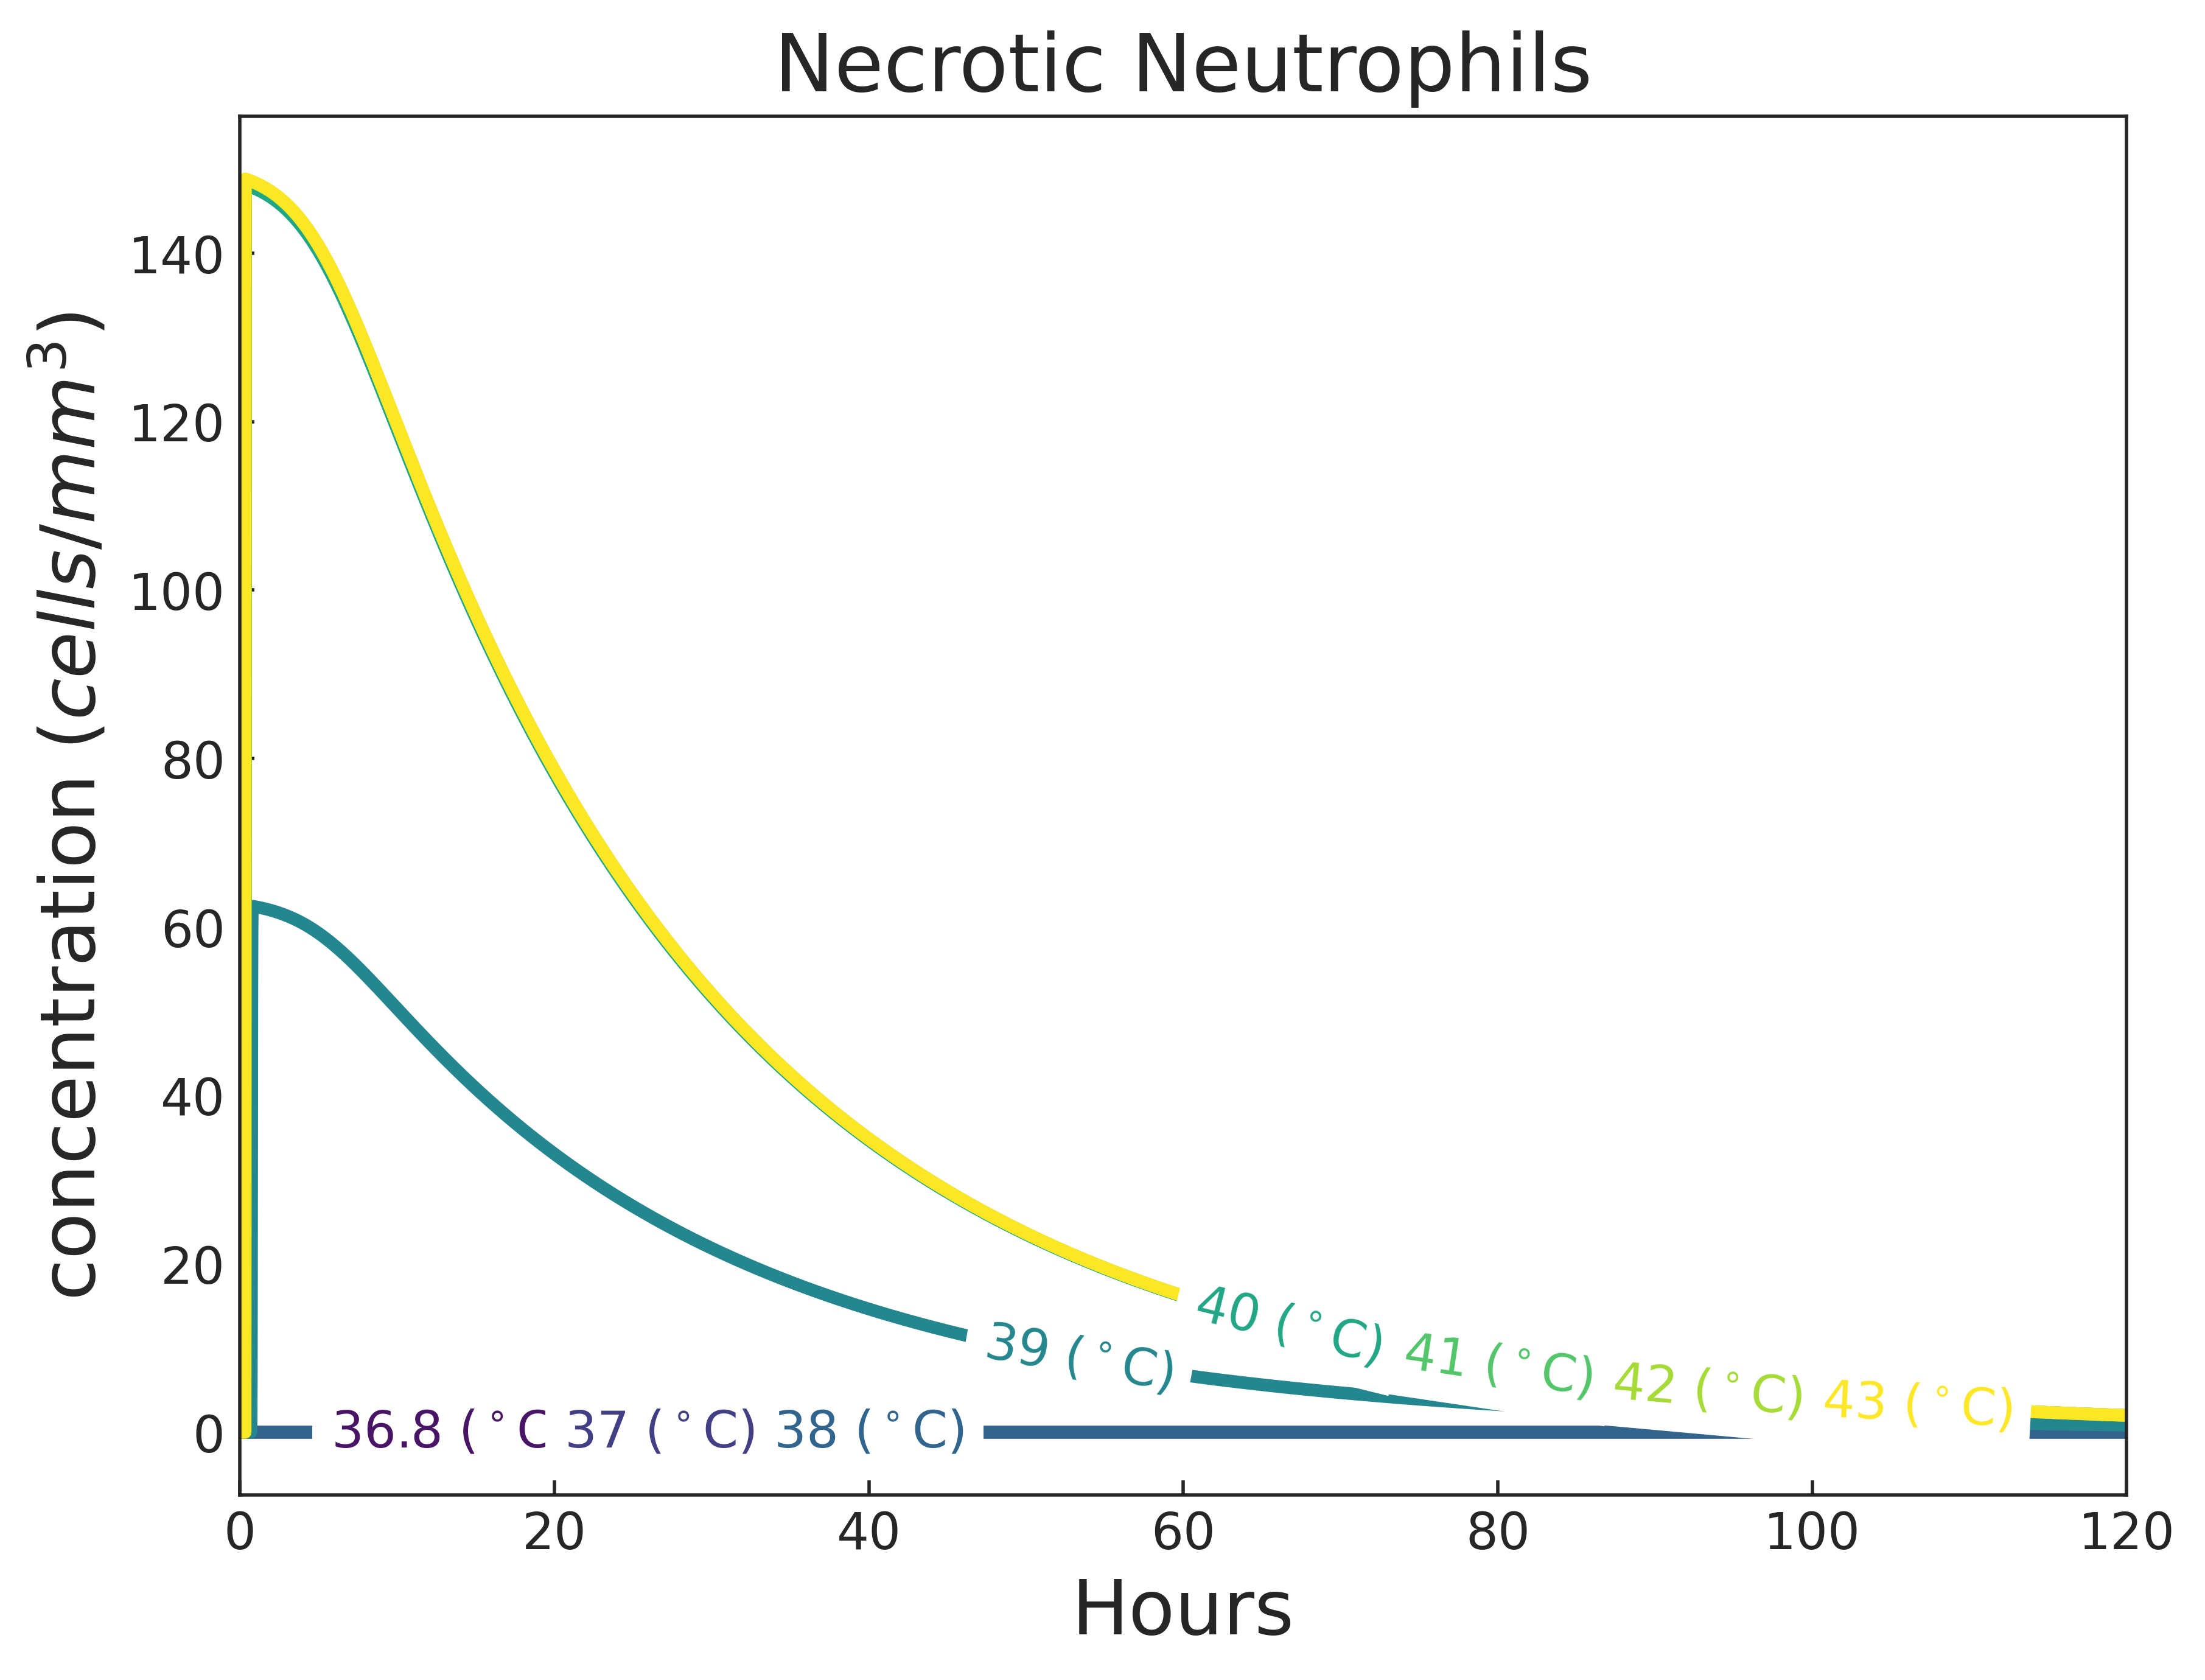 Necrotic Neutrophils
concentration (cells/mm³)
140
120
100
80
60
40
20
0
40 (°C) 41 (°C) 42 (°C) 43 (°C)
39 (°C)
36.8 (°C 37 (°C) 38 (°C)
0 20 40 60 80 100 120
Hours